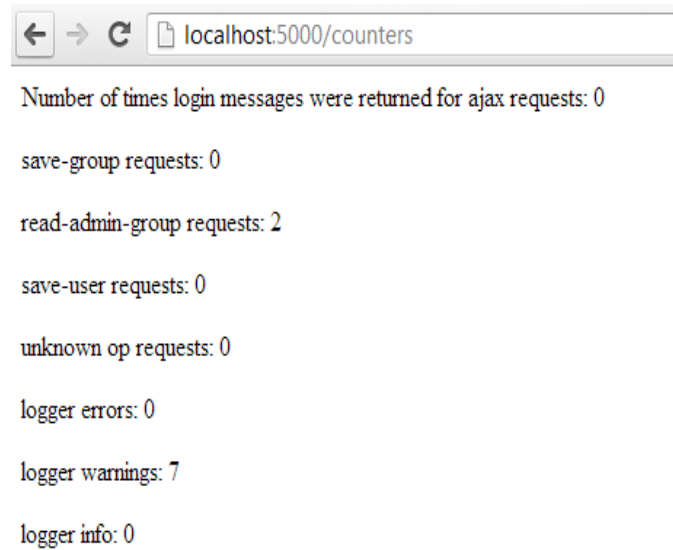 localhost:5000/counters
Number of times login messages were returned for ajax requests: 0
save-group requests: 0
read-admin-group requests: 2
save-user requests: 0
unknown op requests: 0
logger errors: 0
logger warnings: 7
logger info: 0